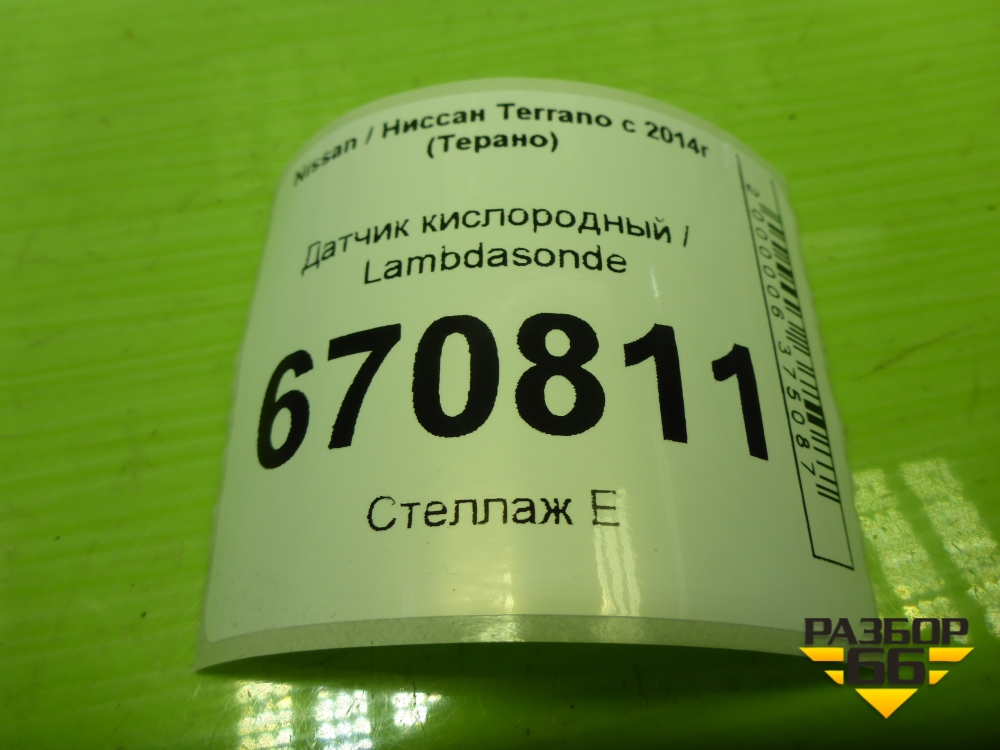 Nissan / Ниссан Terrano с 2014г
(Терано)
Датчик кислородный /
Lambdasonde
670811
Стеллаж Е
2000006375087
РАЗБОР
66